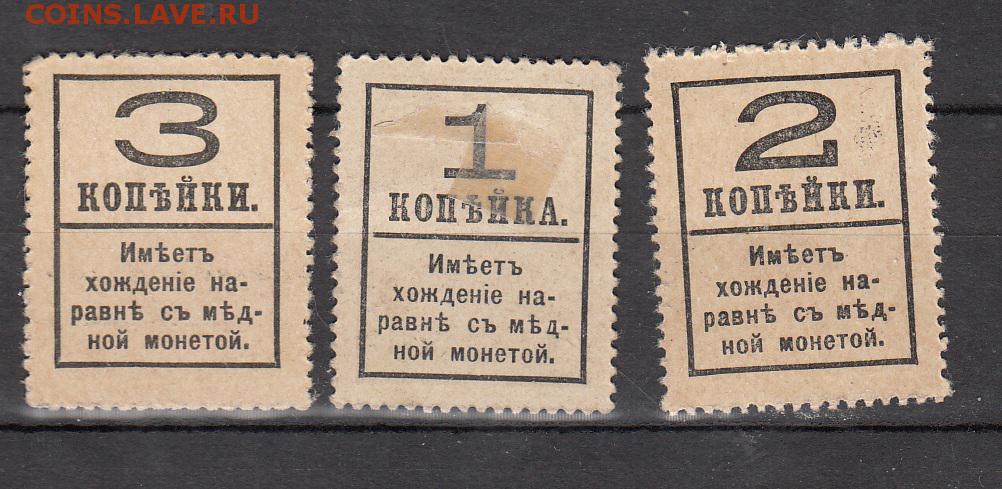 COINS.LAVE.РУ
3
КОПѢЙКИ.
Имѣетъ
хожденіе на-
равнѣ съ мѣд-
ной монетой.
1
КОПѢЙКА.
Имѣетъ
хожденіе на-
равнѣ съ мѣд-
ной монетой.
2
КОПѢЙКИ.
Имѣетъ
хожденіе на-
равнѣ съ мѣд-
ной монетой.